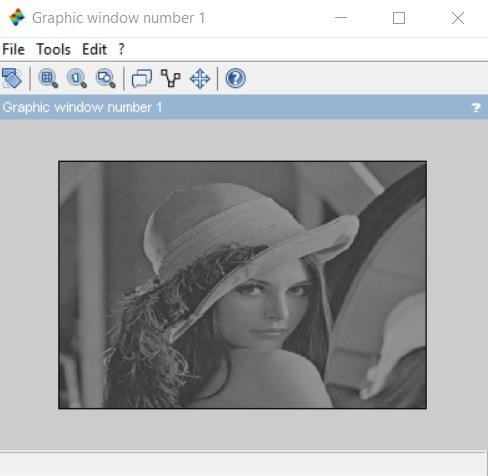 Graphic window number 1
File Tools Edit ?
Graphic window number 1 ?